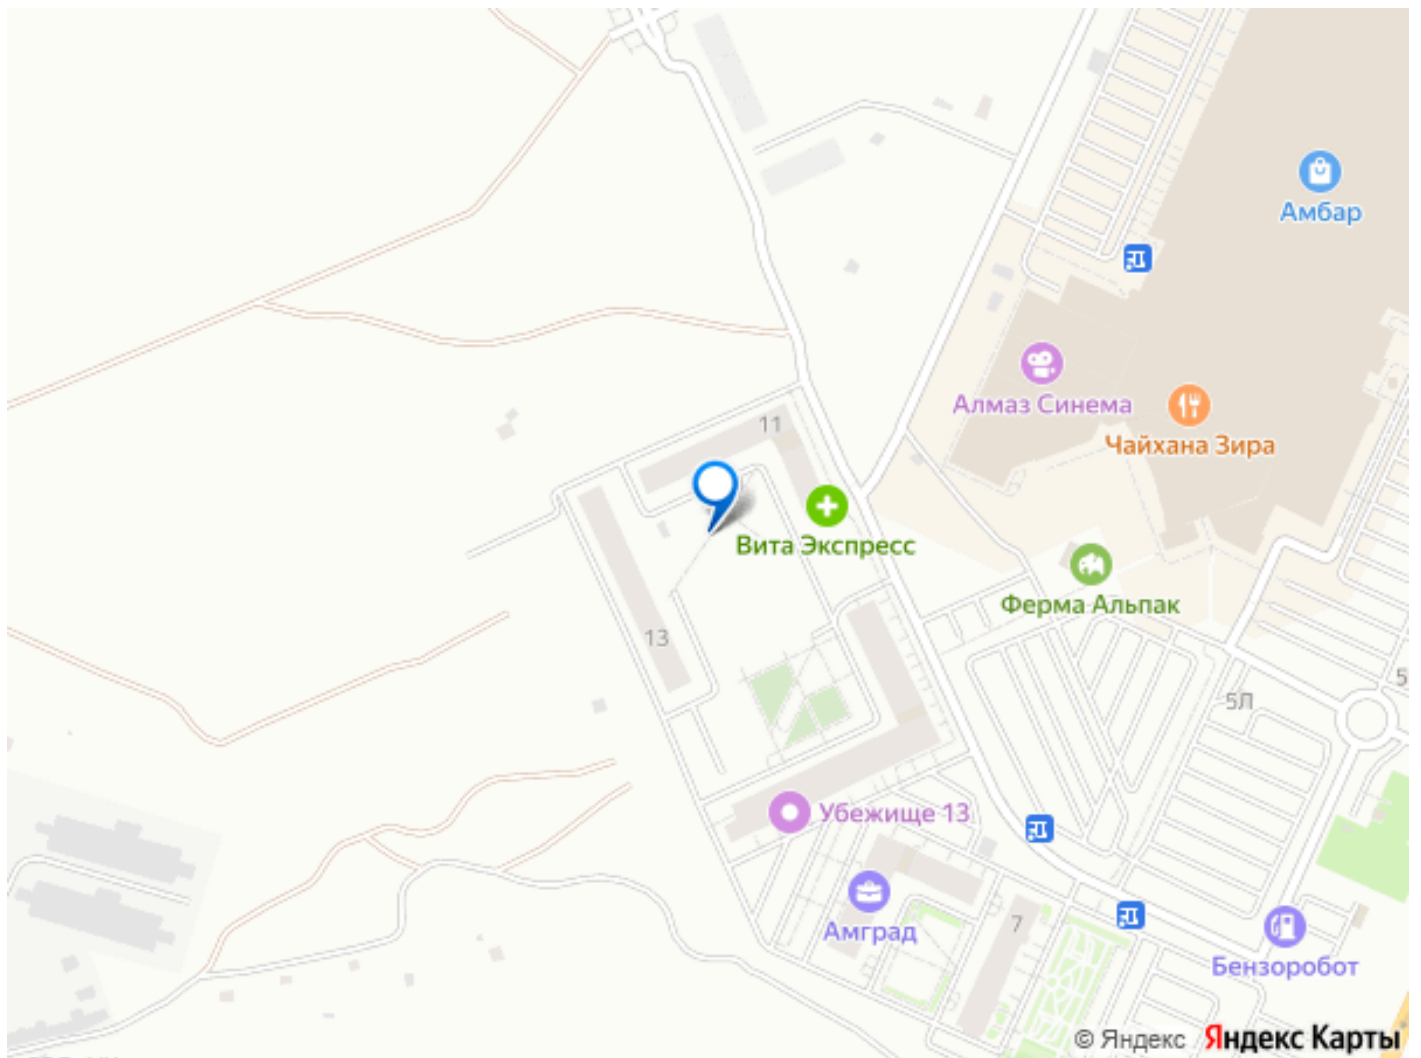 Амбар
Алмаз Синема
Чайхана Зира
11
Вита Экспресс
Ферма Альпак
13
5Л
5
Убежище 13
Амград
7
Бензоробот
© Яндекс Яндекс Карты